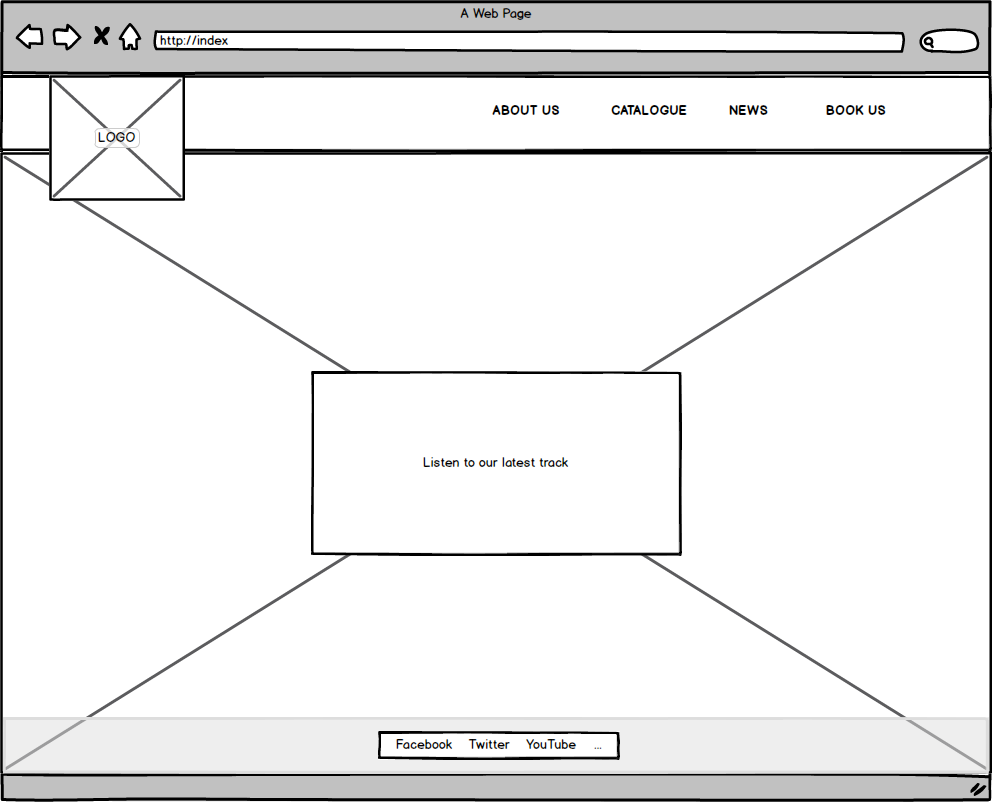 A Web Page
http://index
LOGO
ABOUT US CATALOGUE NEWS BOOK US
Listen to our latest track
Facebook Twitter YouTube ...